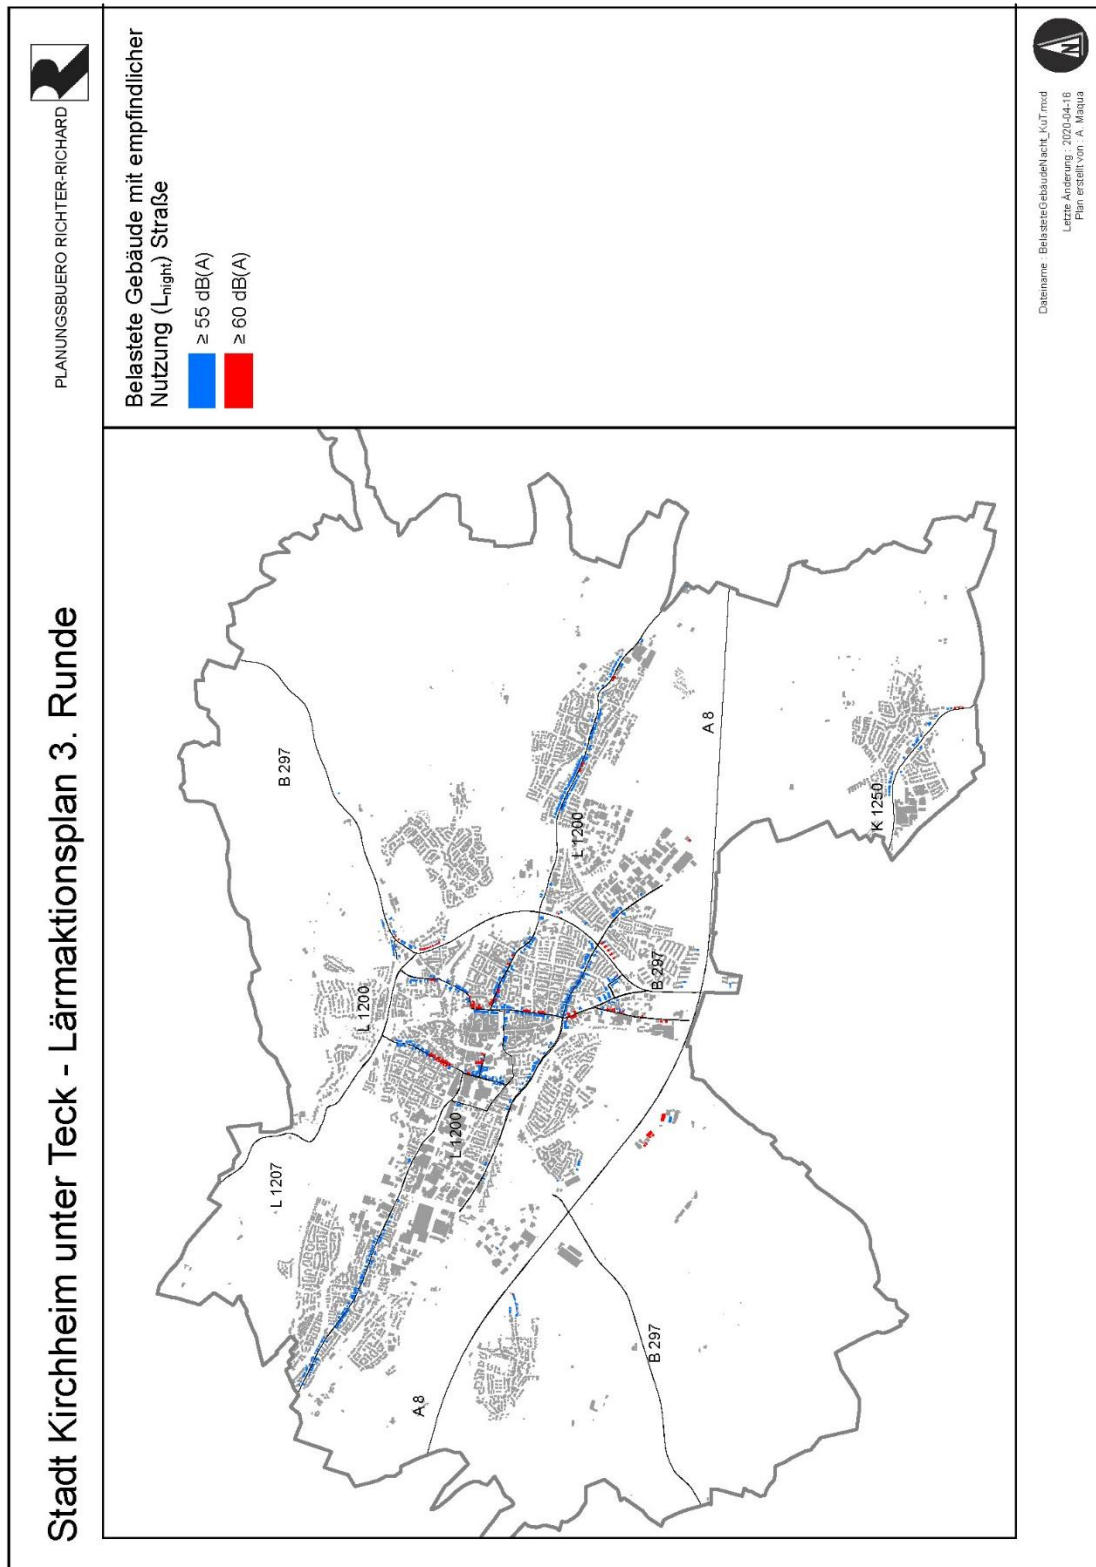 Stadt Kirchheim unter Teck - Lärmaktionsplan 3. Runde
PLANUNGSBUERO RICHTER-RICHARD
Belastete Gebäude mit empfindlicher
Nutzung (Lnight) Straße
≥ 55 dB(A)
≥ 60 dB(A)
L 1207
B 297
L 1200
L 1200
L 1200
A 8
B 297
B 297
A 8
K 1250
N
Dateiname : BelasteteGebäudeNacht_KuT.mxd
Letzte Änderung : 2020-04-16
Plan erstellt von : A. Maqua